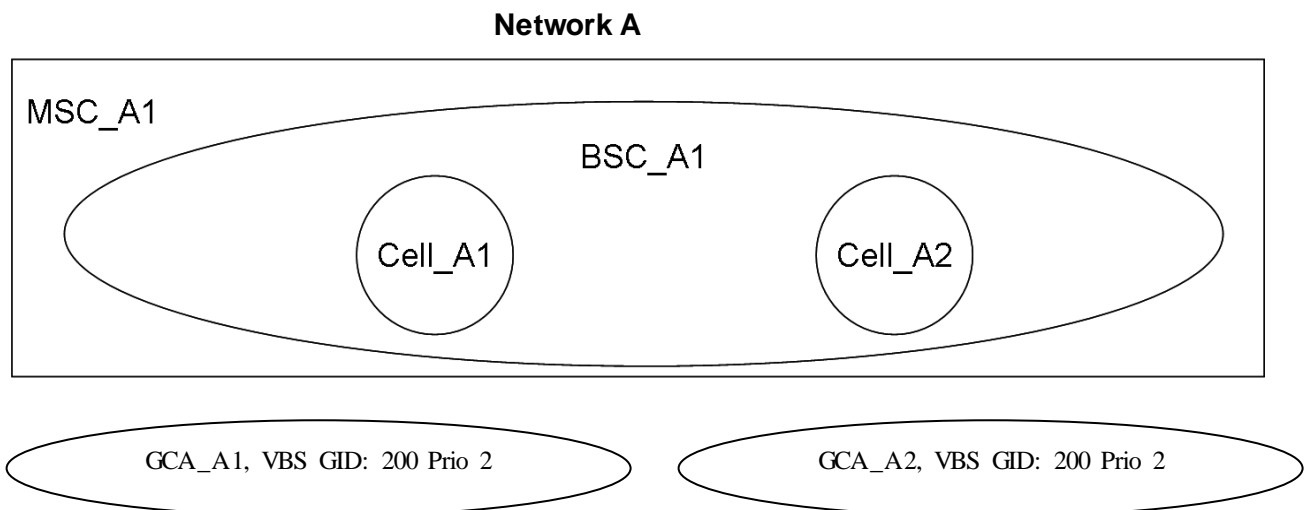 Network A
MSC_A1
BSC_A1
Cell_A1
Cell_A2
GCA_A1, VBS GID: 200 Prio 2
GCA_A2, VBS GID: 200 Prio 2